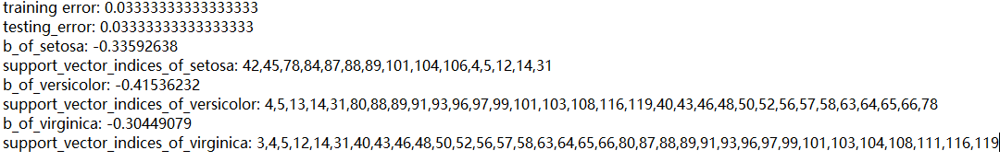 training error: 0.03333333333333333
testing_error: 0.03333333333333333
b_of_setosa: -0.33592638
support_vector_indices_of_setosa: 42,45,78,84,87,88,89,101,104,106,4,5,12,14,31
b_of_versicolor: -0.41536232
support_vector_indices_of_versicolor: 4,5,13,14,31,80,88,89,91,93,96,97,99,101,103,108,116,119,40,43,46,48,50,52,56,57,58,63,64,65,66,78
b_of_virginica: -0.30449079
support_vector_indices_of_virginica: 3,4,5,12,14,31,40,43,46,48,50,52,56,57,58,63,64,65,66,80,87,88,89,91,93,96,97,99,101,103,104,108,111,116,119